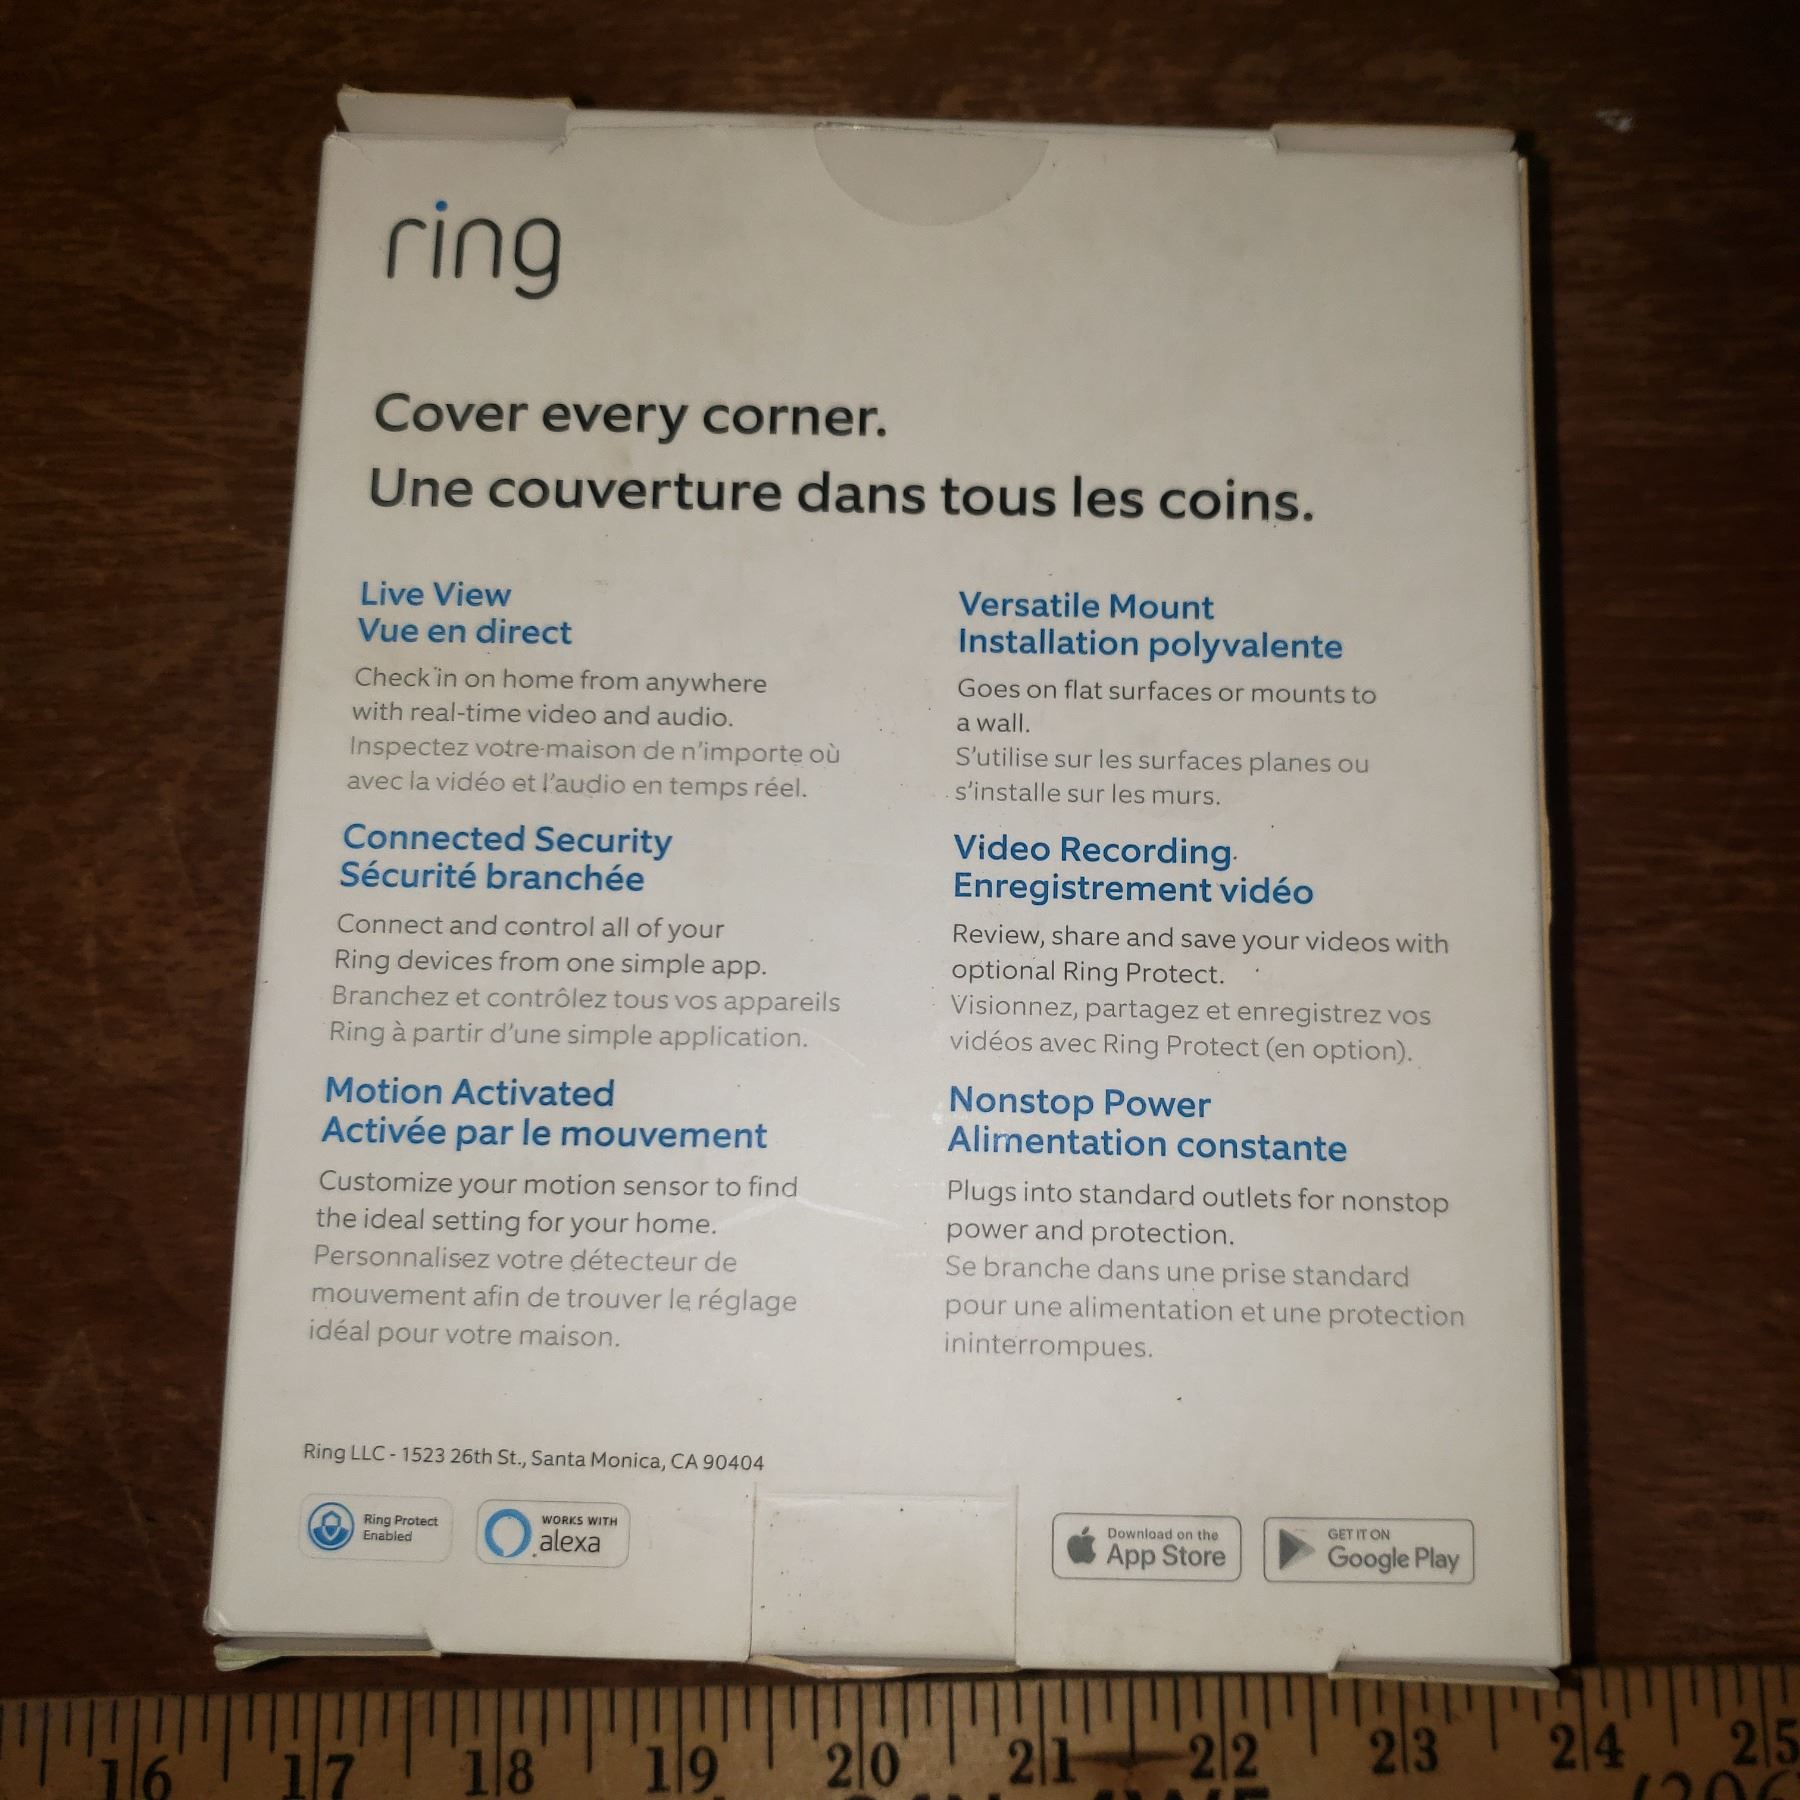 ring
Cover every corner.
Une couverture dans tous les coins.
Live View
Vue en direct
Check in on home from anywhere
with real-time video and audio.
Inspectez votre maison de n'importe où
avec la vidéo et l'audio en temps réel.
Connected Security
Sécurité branchée
Connect and control all of your
Ring devices from one simple app.
Branchez et contrôlez tous vos appareils
Ring à partir d'une simple application.
Motion Activated
Activée par le mouvement
Customize your motion sensor to find
the ideal setting for your home.
Personnalisez votre détecteur de
mouvement afin de trouver le réglage
idéal pour votre maison.
Versatile Mount
Installation polyvalente
Goes on flat surfaces or mounts to
a wall.
S'utilise sur les surfaces planes ou
s'installe sur les murs.
Video Recording
Enregistrement vidéo
Review, share and save your videos with
optional Ring Protect.
Visionnez, partagez et enregistrez vos
vidéos avec Ring Protect (en option).
Nonstop Power
Alimentation constante
Plugs into standard outlets for nonstop
power and protection.
Se branche dans une prise standard
pour une alimentation et une protection
ininterrompues.
Ring LLC - 1523 26th St., Santa Monica, CA 90404
Ring Protect
Enabled
WORKS WITH
alexa
Download on the
App Store
GET IT ON
Google Play
16 17 18 19 20 21 22 23 24 25